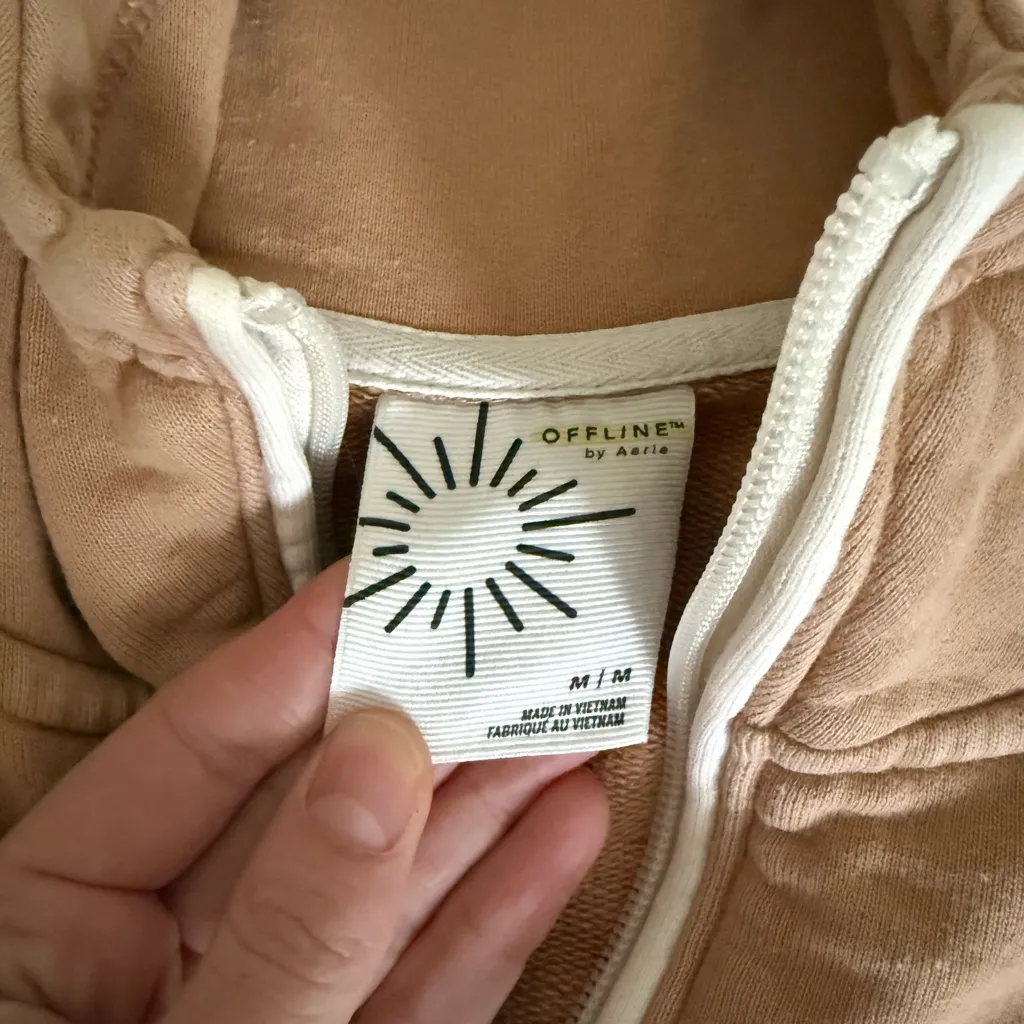 OFFLINE™
by Aerie
M / M
MADE IN VIETNAM
FABRIQUÉ AU VIETNAM